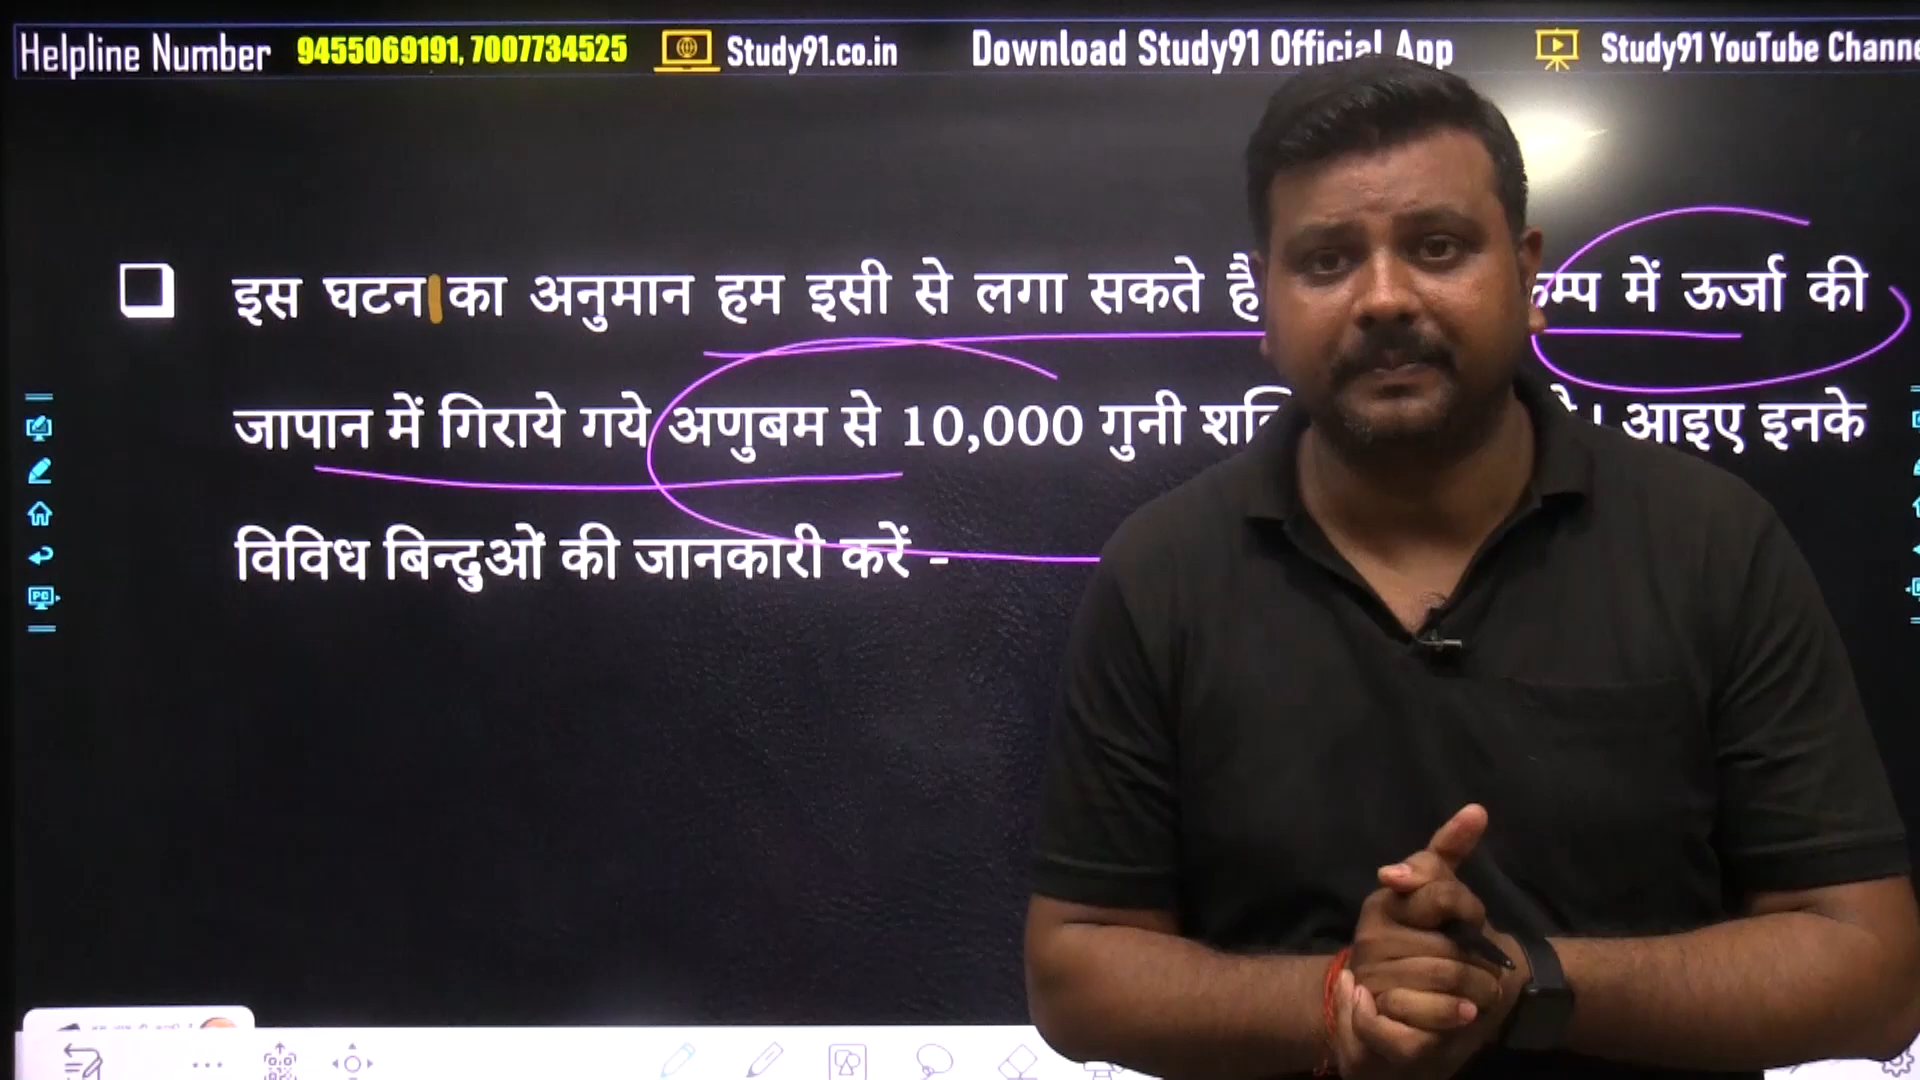 Helpline Number 9455069191, 7007734525 Study91.co.in Download Study91 Official App Study91 YouTube Channe
इस घटना का अनुमान हम इसी से लगा सकते है में ऊर्जा की
जापान में गिराये गये अणुबम से 10,000 गुनी आइए इनके
विविध बिन्दुओं की जानकारी करें -